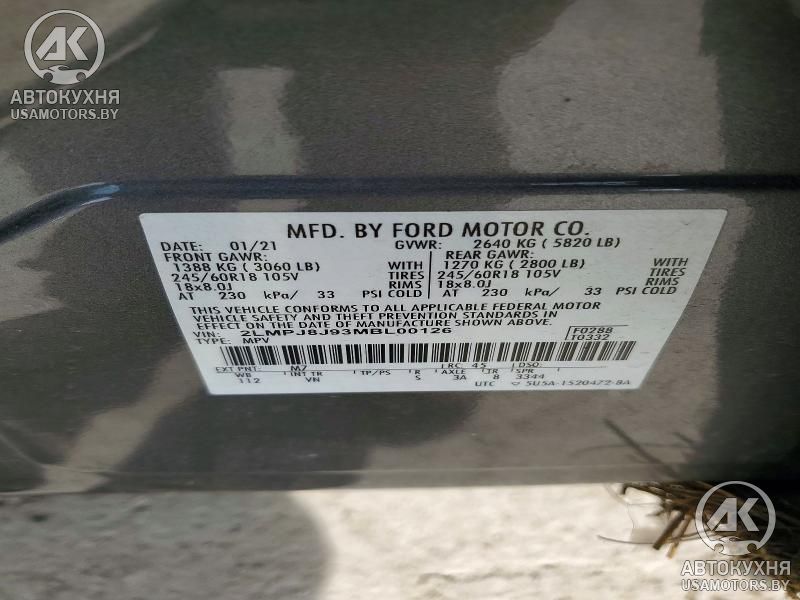 АВТОКУХНЯ
USAMOTORS.BY
MFD. BY FORD MOTOR CO.
DATE: 01/21 GVWR: 2640 KG ( 5820 LB)
FRONT GAWR: REAR GAWR:
1388 KG ( 3060 LB) WITH 1270 KG ( 2800 LB) WITH
245/60R18 105V TIRES 245/60R18 105V TIRES
18x8.0J RIMS 18x8.0J RIMS
AT 230 kPa/ 33 PSI COLD AT 230 kPa/ 33 PSI COLD
THIS VEHICLE CONFORMS TO ALL APPLICABLE FEDERAL MOTOR
VEHICLE SAFETY AND THEFT PREVENTION STANDARDS IN
EFFECT ON THE DATE OF MANUFACTURE SHOWN ABOVE.
VIN: 2LMPJ8J93MBL00126 F0288
TYPE: MPV T0332
EXT PNT: M7 RC: 45 DSO:
WB INT TR TP/PS R AXLE TR SPR
112 VN S 3A 8 3344
UTC 5U5A-1520472-BA
АК
АВТОКУХНЯ
USAMOTORS.BY